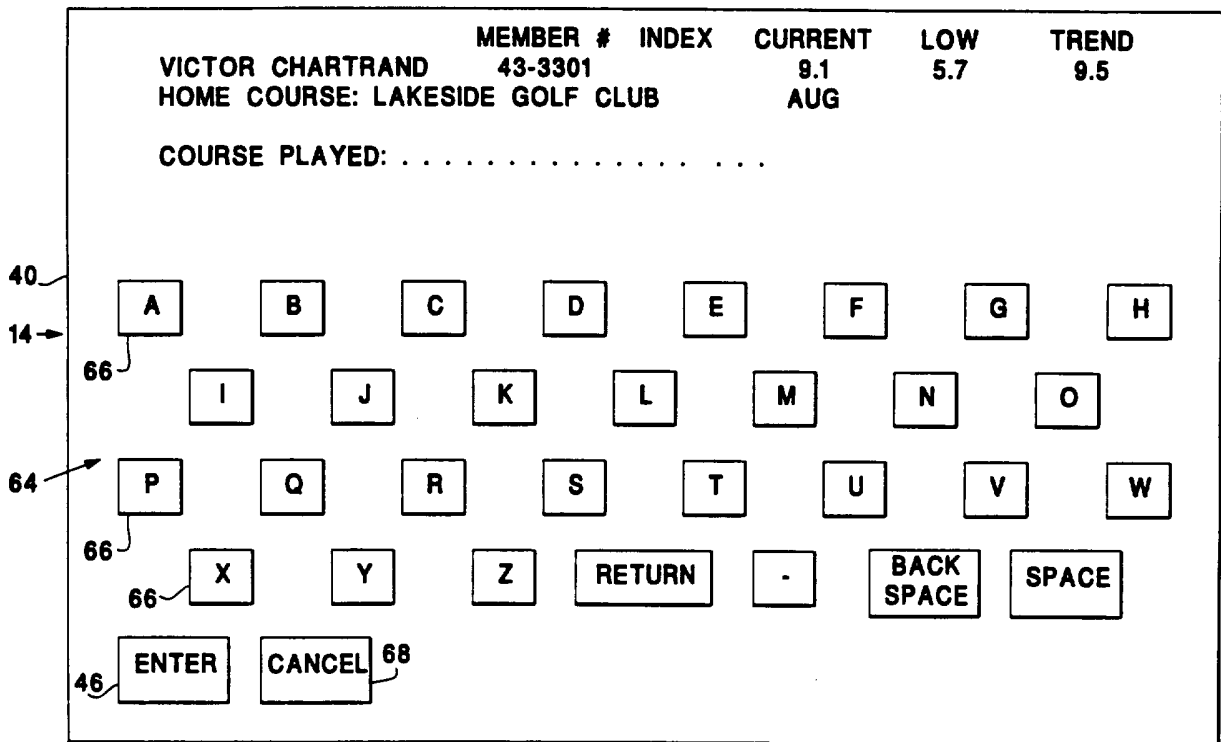 MEMBER # INDEX CURRENT LOW TREND
VICTOR CHARTRAND 43-3301 9.1 5.7 9.5
HOME COURSE: LAKESIDE GOLF CLUB AUG
COURSE PLAYED: . . . . . . . . . . . . . . . . . .
40
A B C D E F G H
14
66
I J K L M N O
64
P Q R S T U V W
66
X Y Z RETURN - BACK SPACE SPACE
66
ENTER CANCEL 68
46